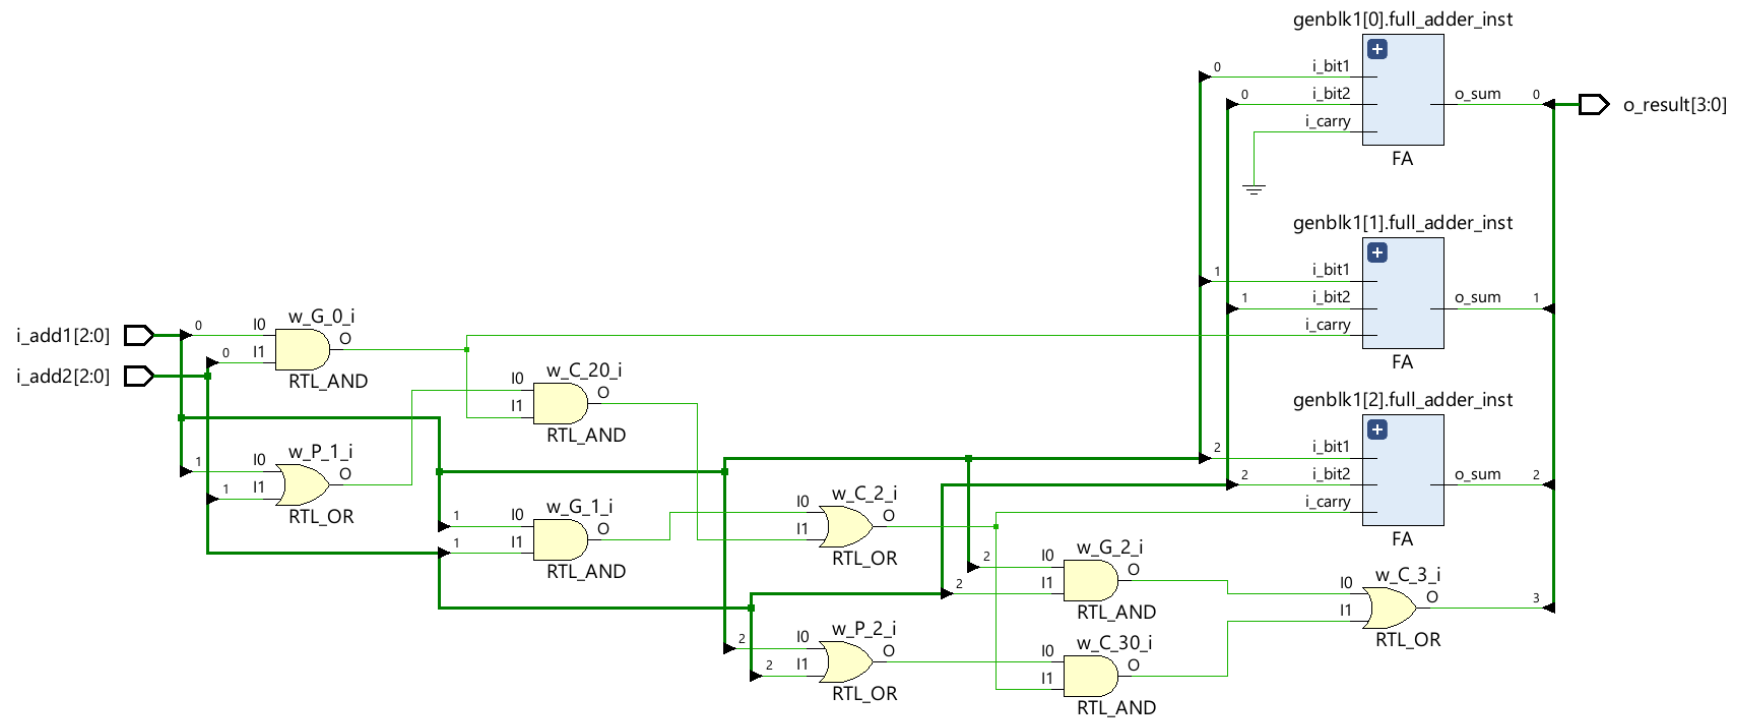 genblk1[0].full_adder_inst
0 i_bit1
0 i_bit2 o_sum 0 o_result[3:0]
i_carry
FA
genblk1[1].full_adder_inst
1 i_bit1
1 i_bit2 o_sum 1
i_carry
FA
i_add1[2:0] 0 I0 w_G_0_i O
i_add2[2:0] 0 I1
RTL_AND
w_C_20_i
I0 O
I1
RTL_AND
genblk1[2].full_adder_inst
2 i_bit1
2 i_bit2 o_sum 2
i_carry
FA
w_P_1_i
1 I0 O
1 I1
RTL_OR
w_G_1_i
1 I0 O
1 I1
RTL_AND
w_C_2_i
I0 O
I1
RTL_OR
w_G_2_i
2 I0 O
2 I1
RTL_AND
w_C_3_i
I0 O 3
I1
RTL_OR
w_P_2_i
2 I0 O
2 I1
RTL_OR
w_C_30_i
I0 O
I1
RTL_AND